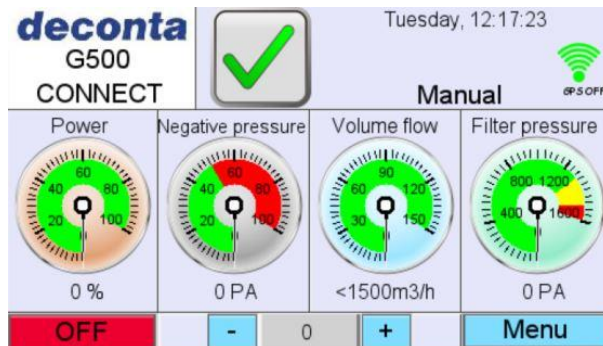 deconta
G500
CONNECT
Tuesday, 12:17:23
Manual
GPS OFF
Power
Negative pressure
Volume flow
Filter pressure
20 40 60 80 100
20 40 60 80 100
30 60 90 120 150
400 800 1200 1600
0 %
0 PA
<1500m3/h
0 PA
OFF
-
0
+
Menu